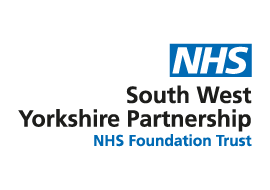 NHS
South West
Yorkshire Partnership
NHS Foundation Trust